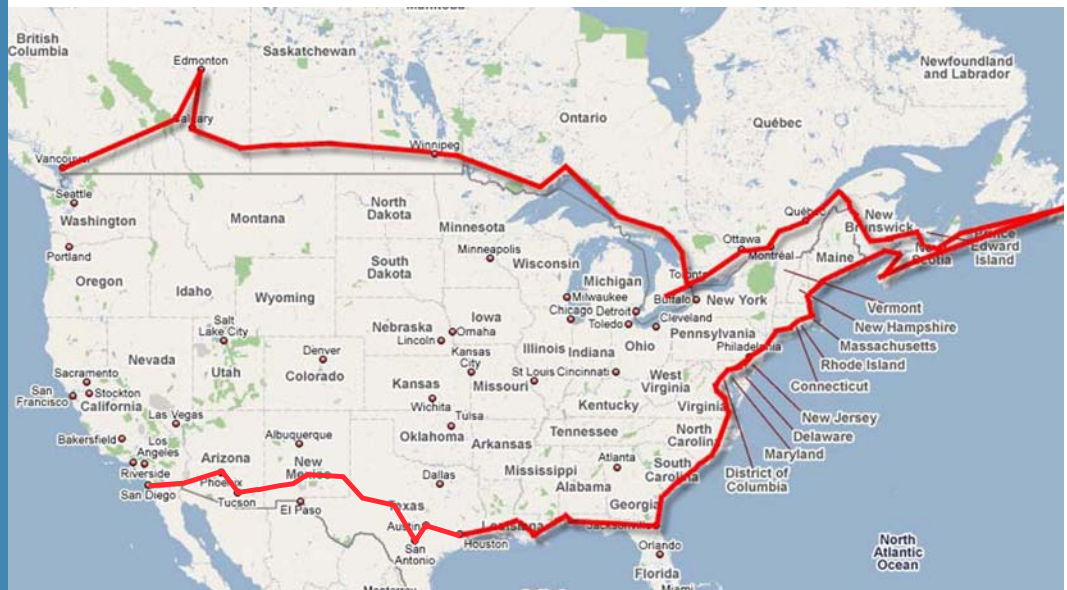 Manitoba
British
Columbia
Edmonton
Saskatchewan
Newfoundland
and Labrador
Ontario
Québec
Calgary
Winnipeg
Vancouver
Seattle
Washington
Montana
North
Dakota
Minnesota
Minneapolis
Portland
Oregon
Idaho
Wyoming
South
Dakota
Wisconsin
Michigan
Ottawa
Montréal
Québec
Maine
New
Brunswick
Nova
Scotia
Prince
Edward
Island
Toronto
Buffalo
New York
Vermont
New Hampshire
Massachusetts
Rhode Island
Connecticut
New Jersey
Delaware
Maryland
District of
Columbia
Milwaukee
Chicago
Detroit
Toledo
Cleveland
Pennsylvania
Philadelphia
Salt
Lake City
Nebraska
Lincoln
Iowa
Omaha
Nevada
Utah
Denver
Colorado
Kansas
City
Illinois
Indiana
Ohio
Sacramento
San
Francisco
Stockton
California
Las Vegas
Kansas
Wichita
Missouri
St Louis
Cincinnati
West
Virginia
Virginia
Kentucky
Bakersfield
Los
Angeles
Riverside
San Diego
Arizona
Phoenix
Tucson
Albuquerque
New
Mexico
El Paso
Tulsa
Oklahoma
Arkansas
Tennessee
North
Carolina
South
Carolina
Atlanta
Mississippi
Alabama
Georgia
Dallas
Texas
Austin
San
Antonio
Houston
Louisiana
Jacksonville
Orlando
Florida
Miami
Monterrey
North
Atlantic
Ocean